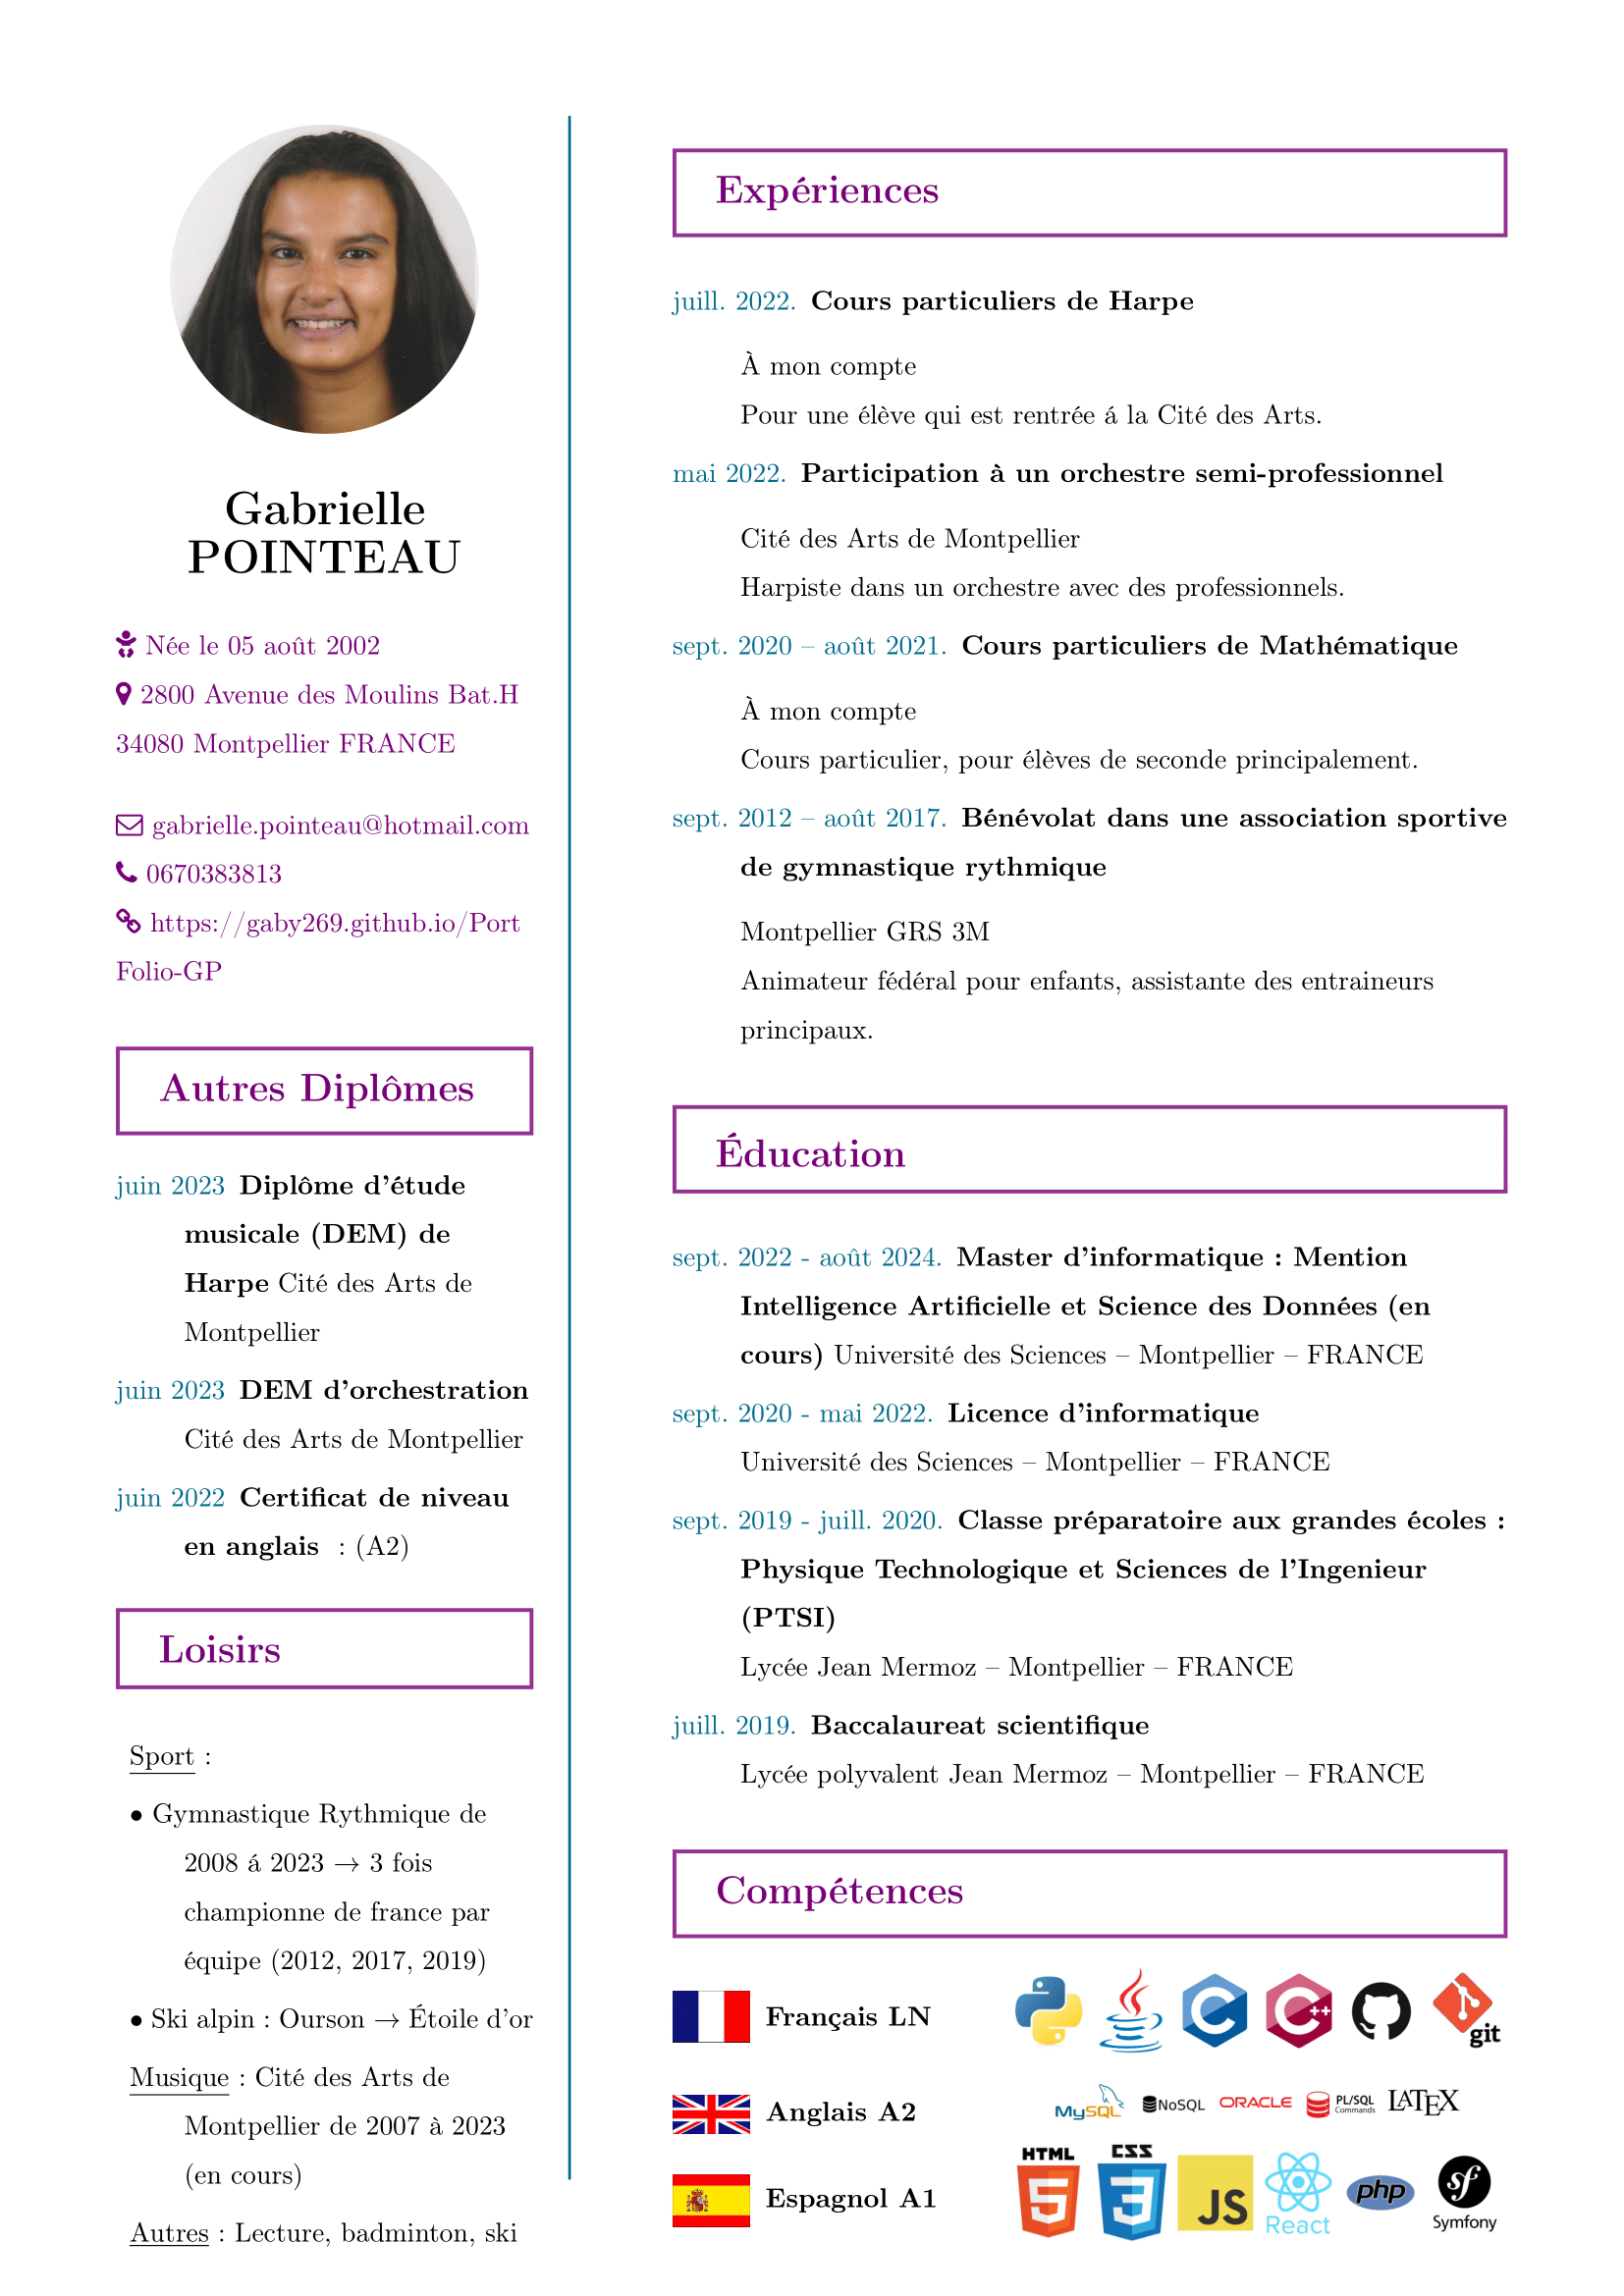 Gabrielle
POINTEAU
Née le 05 août 2002
2800 Avenue des Moulins Bat.H
34080 Montpellier FRANCE
gabrielle.pointeau@hotmail.com
0670383813
https://gaby269.github.io/Port
Folio-GP
Autres Diplômes
juin 2023 Diplôme d'étude
musicale (DEM) de
Harpe Cité des Arts de
Montpellier
juin 2023 DEM d'orchestration
Cité des Arts de Montpellier
juin 2022 Certificat de niveau
en anglais : (A2)
Loisirs
Sport :
• Gymnastique Rythmique de
2008 á 2023 → 3 fois
championne de france par
équipe (2012, 2017, 2019)
• Ski alpin : Ourson → Étoile d'or
Musique : Cité des Arts de
Montpellier de 2007 à 2023
(en cours)
Autres : Lecture, badminton, ski
Expériences
juill. 2022. Cours particuliers de Harpe
À mon compte
Pour une élève qui est rentrée á la Cité des Arts.
mai 2022. Participation à un orchestre semi-professionnel
Cité des Arts de Montpellier
Harpiste dans un orchestre avec des professionnels.
sept. 2020 – août 2021. Cours particuliers de Mathématique
À mon compte
Cours particulier, pour élèves de seconde principalement.
sept. 2012 – août 2017. Bénévolat dans une association sportive
de gymnastique rythmique
Montpellier GRS 3M
Animateur fédéral pour enfants, assistante des entraineurs
principaux.
Éducation
sept. 2022 - août 2024. Master d'informatique : Mention
Intelligence Artificielle et Science des Données (en
cours) Université des Sciences – Montpellier – FRANCE
sept. 2020 - mai 2022. Licence d'informatique
Université des Sciences – Montpellier – FRANCE
sept. 2019 - juill. 2020. Classe préparatoire aux grandes écoles :
Physique Technologique et Sciences de l'Ingenieur
(PTSI)
Lycée Jean Mermoz – Montpellier – FRANCE
juill. 2019. Baccalaureat scientifique
Lycée polyvalent Jean Mermoz – Montpellier – FRANCE
Compétences
Français LN
Anglais A2
Espagnol A1
C C++ git
MySQL NoSQL ORACLE PL/SQL Commands LATEX
HTML 5 CSS 3 JS React php sf Symfony